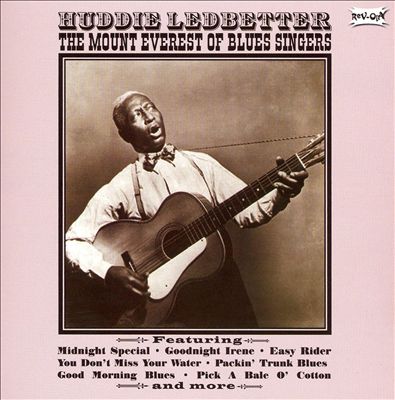 HUDDIE LEDBETTER
THE MOUNT EVEREST OF BLUES SINGERS
REV-OLA
Featuring
Midnight Special · Goodnight Irene · Easy Rider
You Don't Miss Your Water · Packin' Trunk Blues
Good Morning Blues · Pick A Bale O' Cotton
and more